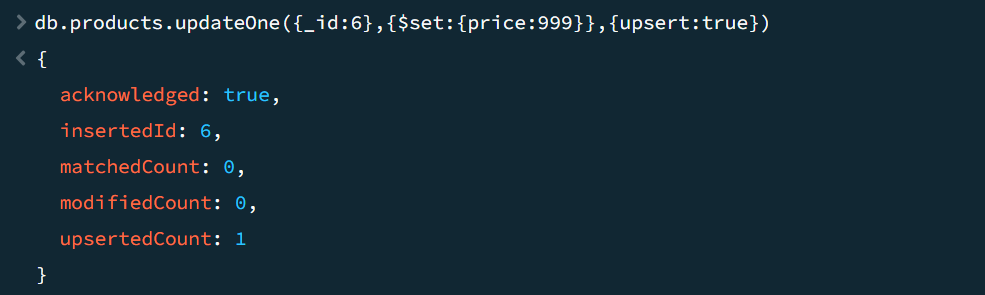 > db.products.updateOne({_id:6},{$set:{price:999}},{upsert:true})
< {
acknowledged: true,
insertedId: 6,
matchedCount: 0,
modifiedCount: 0,
upsertedCount: 1
}